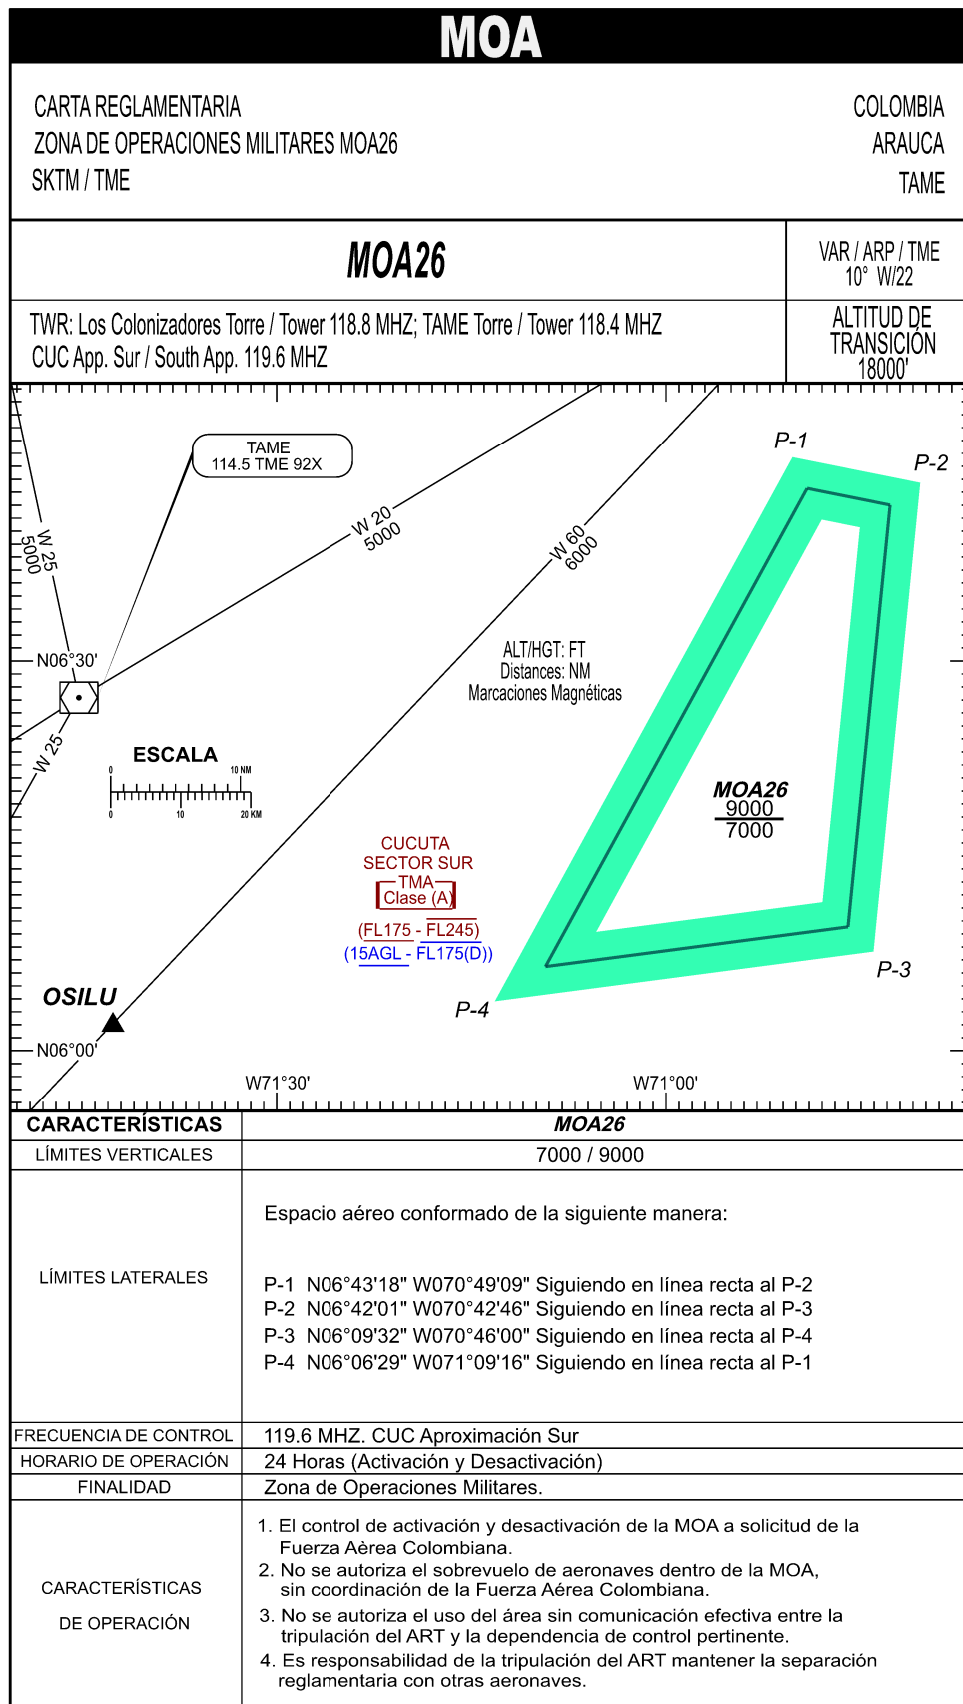 MOA
CARTA REGLAMENTARIA
ZONA DE OPERACIONES MILITARES MOA26
SKTM / TME
COLOMBIA
ARAUCA
TAME
MOA26
VAR / ARP / TME
10° W/22
TWR: Los Colonizadores Torre / Tower 118.8 MHZ; TAME Torre / Tower 118.4 MHZ
CUC App. Sur / South App. 119.6 MHZ
ALTITUD DE
TRANSICIÓN
18000'
P-1
P-2
TAME
114.5 TME 92X
W 25
5000
W 20
5000
W 60
6000
N06°30'
ALT/HGT: FT
Distances: NM
Marcaciones Magnéticas
W 25
ESCALA
0 10 NM
0 10 20 KM
MOA26
9000
7000
CUCUTA
SECTOR SUR
TMA
Clase (A)
(FL175 - FL245)
(15AGL - FL175(D))
P-3
OSILU
P-4
N06°00'
W71°30'
W71°00'
CARACTERÍSTICAS
MOA26
LÍMITES VERTICALES
7000 / 9000
LÍMITES LATERALES
Espacio aéreo conformado de la siguiente manera:
P-1 N06°43'18" W070°49'09" Siguiendo en línea recta al P-2
P-2 N06°42'01" W070°42'46" Siguiendo en línea recta al P-3
P-3 N06°09'32" W070°46'00" Siguiendo en línea recta al P-4
P-4 N06°06'29" W071°09'16" Siguiendo en línea recta al P-1
FRECUENCIA DE CONTROL
119.6 MHZ. CUC Aproximación Sur
HORARIO DE OPERACIÓN
24 Horas (Activación y Desactivación)
FINALIDAD
Zona de Operaciones Militares.
CARACTERÍSTICAS
DE OPERACIÓN
1. El control de activación y desactivación de la MOA a solicitud de la
Fuerza Aèrea Colombiana.
2. No se autoriza el sobrevuelo de aeronaves dentro de la MOA,
sin coordinación de la Fuerza Aérea Colombiana.
3. No se autoriza el uso del área sin comunicación efectiva entre la
tripulación del ART y la dependencia de control pertinente.
4. Es responsabilidad de la tripulación del ART mantener la separación
reglamentaria con otras aeronaves.